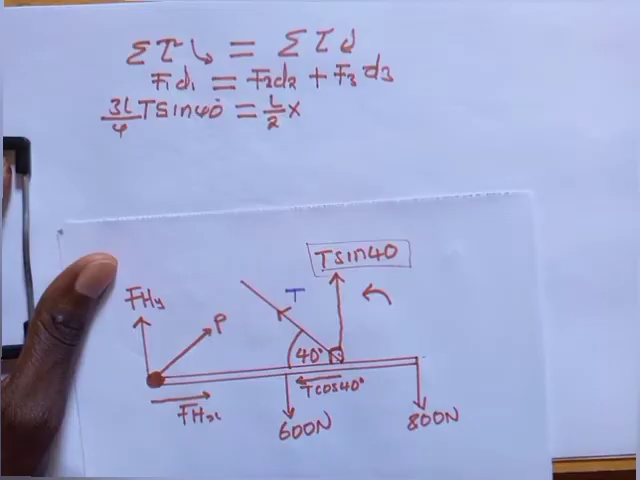 Στ↺ = Στ↻
F₁d₁ = F₂d₂ + F₃d₃
3L/4 Tsin40° = L/2 x
Tsin40
T
FHy
P
40°
Tcos40°
FHx
600N
800N